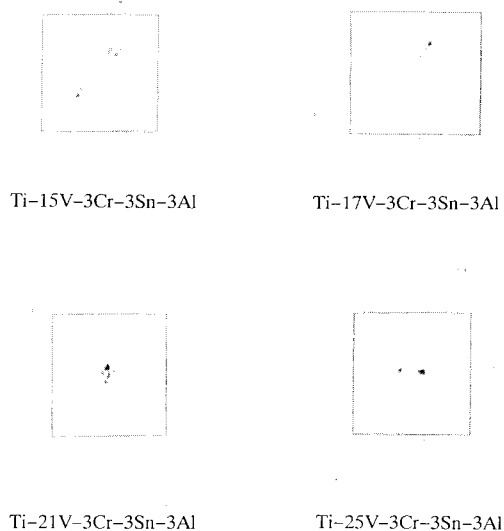 Ti–15V–3Cr–3Sn–3Al
Ti–17V–3Cr–3Sn–3Al
Ti–21V–3Cr–3Sn–3Al
Ti–25V–3Cr–3Sn–3Al